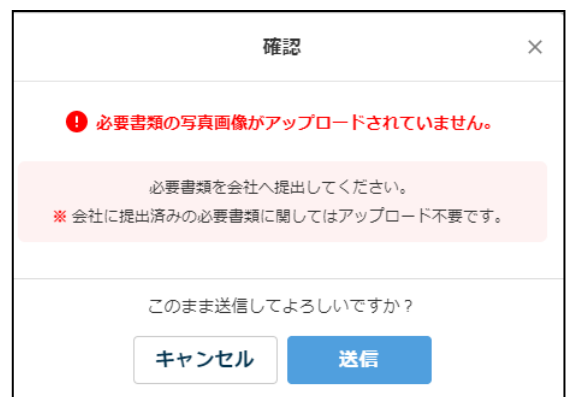 確認
必要書類の写真画像がアップロードされていません。
必要書類を会社へ提出してください。
※ 会社に提出済みの必要書類に関してはアップロード不要です。
このまま送信してよろしいですか？
キャンセル 送信